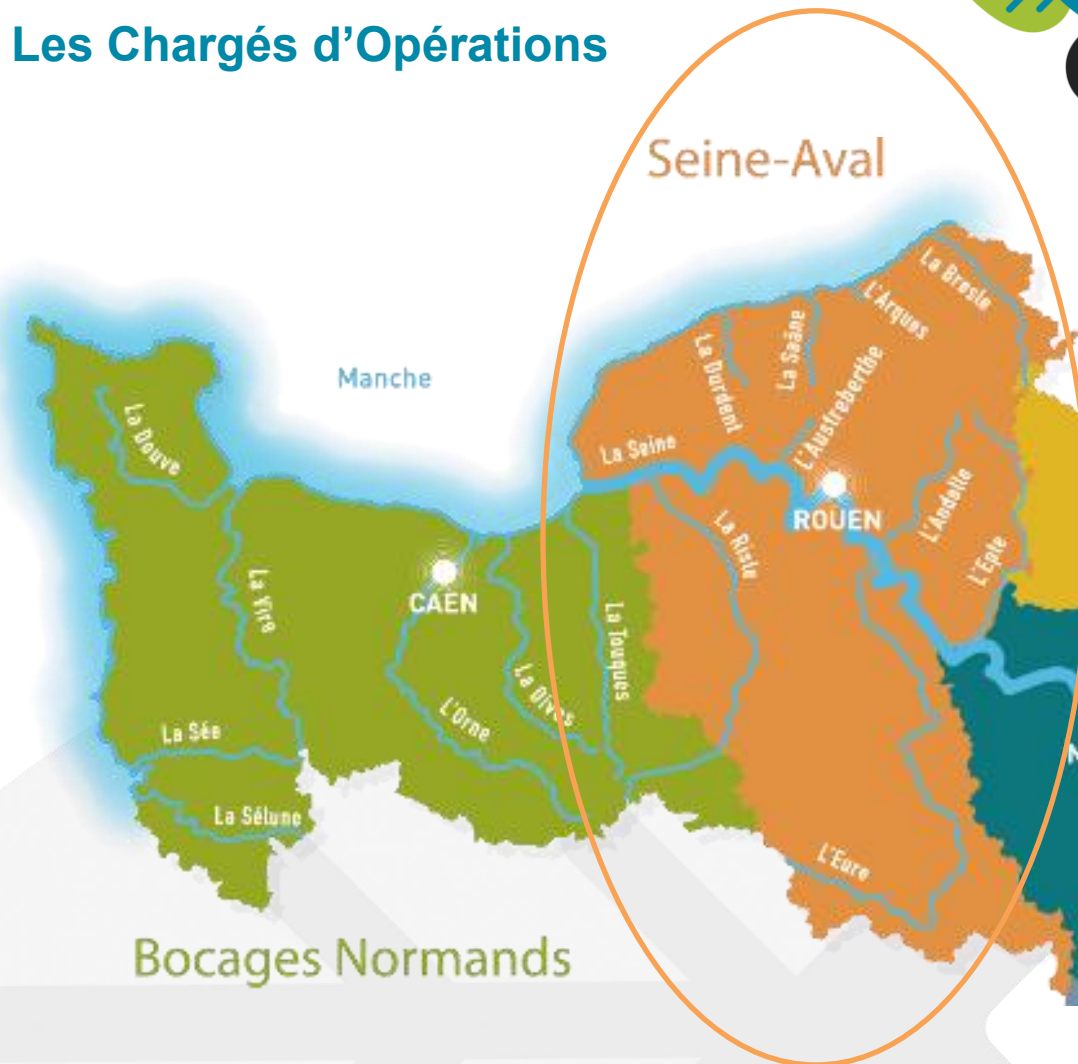 Les Chargés d'Opérations
Seine-Aval
Manche
La Bresle
L'Arques
La Saâne
La Durdent
L'Austreberthe
La Seine
ROUEN
L'Andelle
L'Epte
La Risle
La Douve
La Vire
CAEN
La Touques
La Dives
L'Orne
La Sée
La Sélune
L'Eure
Bocages Normands